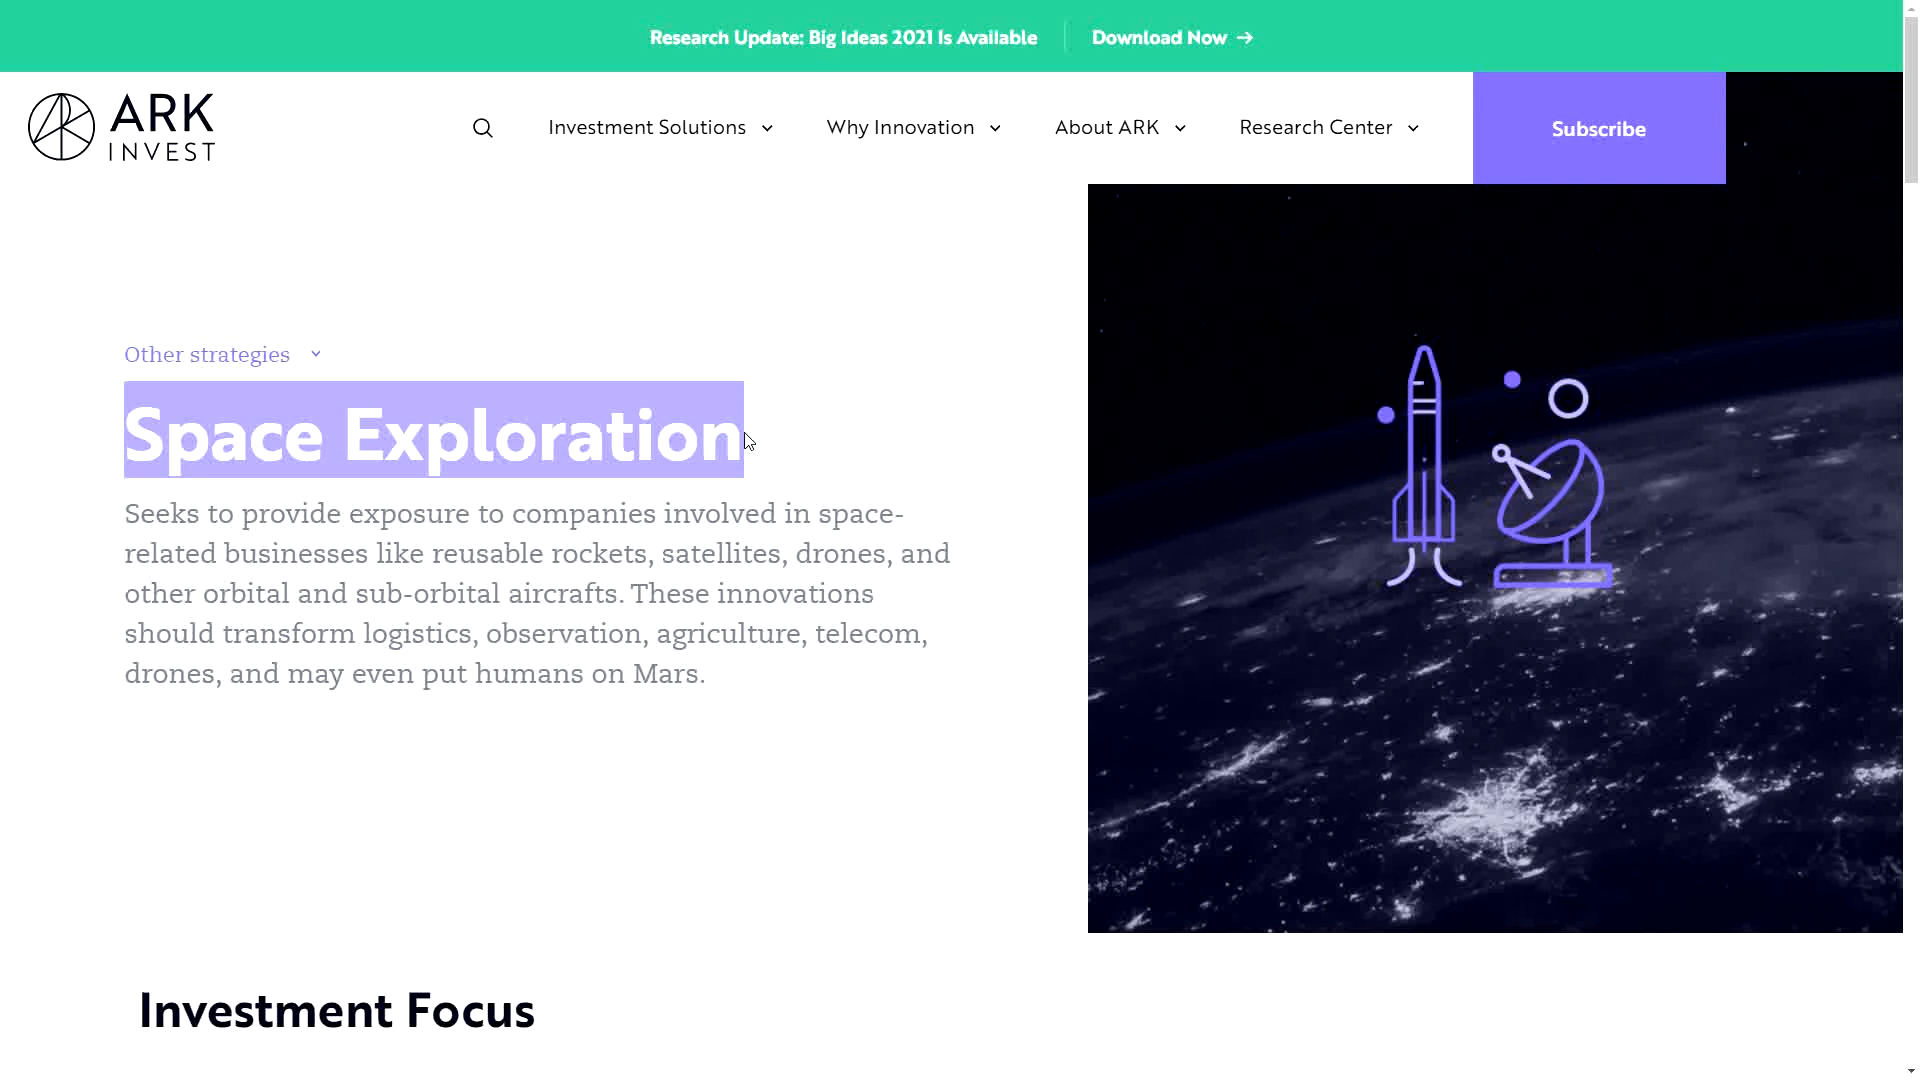 Research Update: Big Ideas 2021 Is Available
Download Now →
ARK
INVEST
Investment Solutions
Why Innovation
About ARK
Research Center
Subscribe
Other strategies
Space Exploration
Seeks to provide exposure to companies involved in space-
related businesses like reusable rockets, satellites, drones, and
other orbital and sub-orbital aircrafts. These innovations
should transform logistics, observation, agriculture, telecom,
drones, and may even put humans on Mars.
Investment Focus